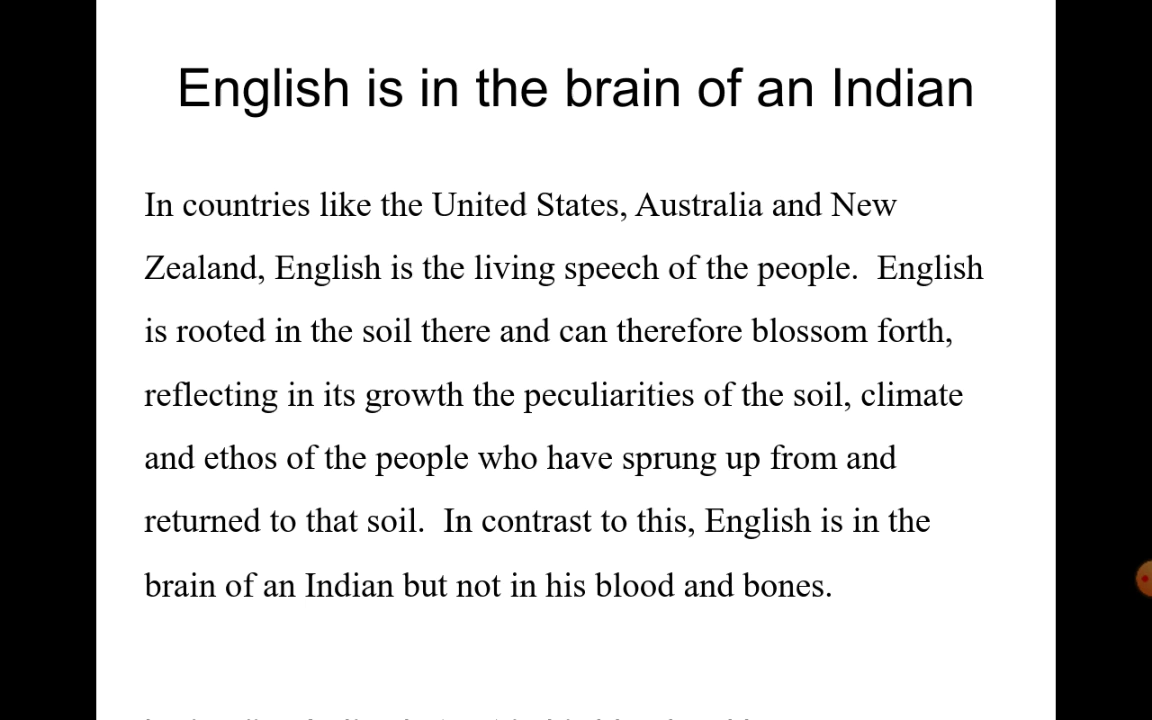 English is in the brain of an Indian
In countries like the United States, Australia and New
Zealand, English is the living speech of the people.  English
is rooted in the soil there and can therefore blossom forth,
reflecting in its growth the peculiarities of the soil, climate
and ethos of the people who have sprung up from and
returned to that soil.  In contrast to this, English is in the
brain of an Indian but not in his blood and bones.